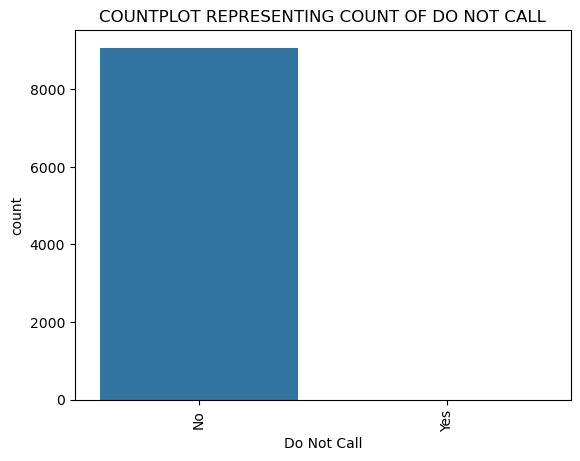 COUNTPLOT REPRESENTING COUNT OF DO NOT CALL
8000
6000
4000
2000
0
count
No
Yes
Do Not Call